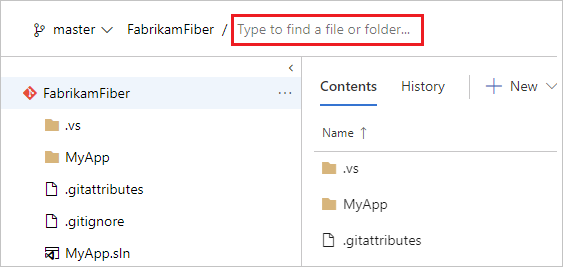 master FabrikamFiber / Type to find a file or folder...
FabrikamFiber ...
.vs
MyApp
.gitattributes
.gitignore
MyApp.sln
Contents History + New
Name ↑
.vs
MyApp
.gitattributes